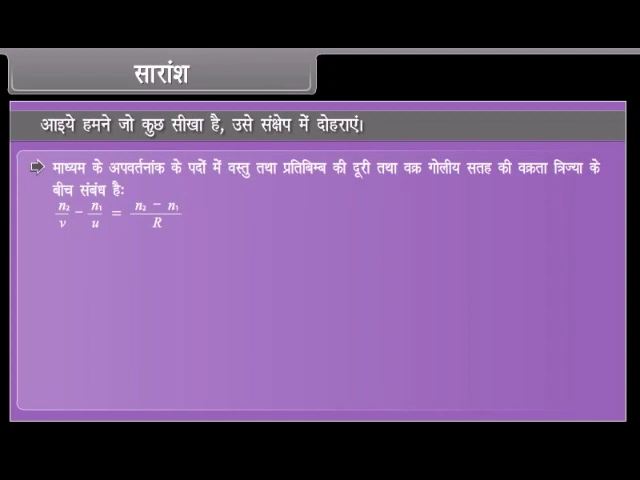 सारांश
आइये हमने जो कुछ सीखा है, उसे संक्षेप में दोहराएं।
माध्यम के अपवर्तनांक के पदों में वस्तु तथा प्रतिबिम्ब की दूरी तथा वक्र गोलीय सतह की वक्रता त्रिज्या के
बीच संबंध है:
n₂/v − n₁/u = (n₂ − n₁)/R